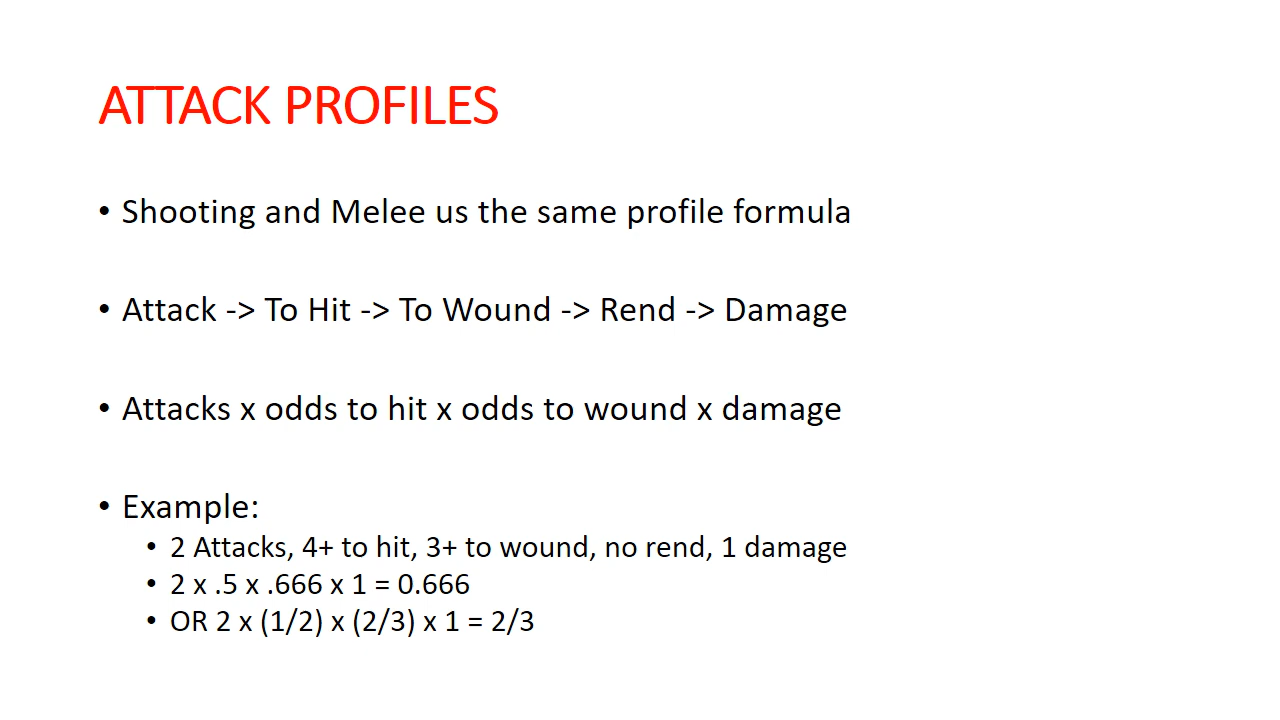 ATTACK PROFILES
• Shooting and Melee us the same profile formula
• Attack -> To Hit -> To Wound -> Rend -> Damage
• Attacks x odds to hit x odds to wound x damage
• Example:
• 2 Attacks, 4+ to hit, 3+ to wound, no rend, 1 damage
• 2 x .5 x .666 x 1 = 0.666
• OR 2 x (1/2) x (2/3) x 1 = 2/3